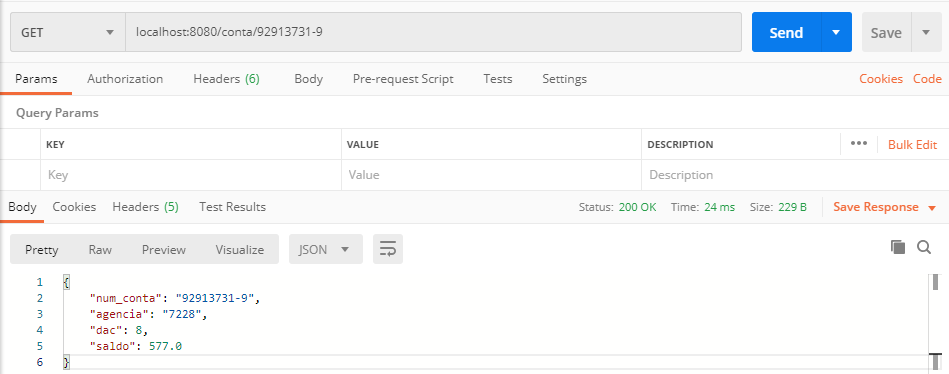 GET localhost:8080/conta/92913731-9 Send Save
Params Authorization Headers (6) Body Pre-request Script Tests Settings Cookies Code
Query Params
KEY VALUE DESCRIPTION ••• Bulk Edit
Key Value Description
Body Cookies Headers (5) Test Results Status: 200 OK Time: 24 ms Size: 229 B Save Response
Pretty Raw Preview Visualize JSON
1 {
2 "num_conta": "92913731-9",
3 "agencia": "7228",
4 "dac": 8,
5 "saldo": 577.0
6 }